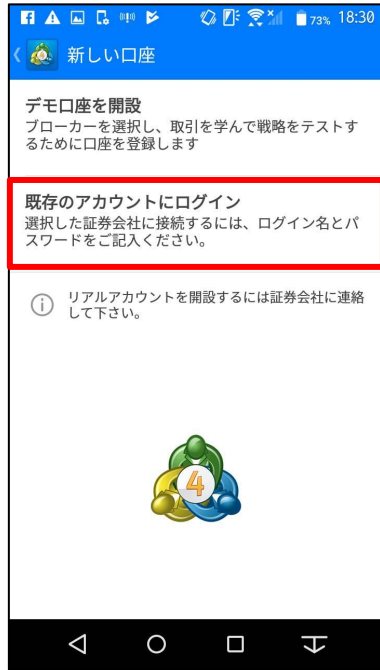 73% 18:30
新しい口座
デモ口座を開設
ブローカーを選択し、取引を学んで戦略をテストす
るために口座を登録します
既存のアカウントにログイン
選択した証券会社に接続するには、ログイン名とパ
スワードをご記入ください。
リアルアカウントを開設するには証券会社に連絡
して下さい。
4